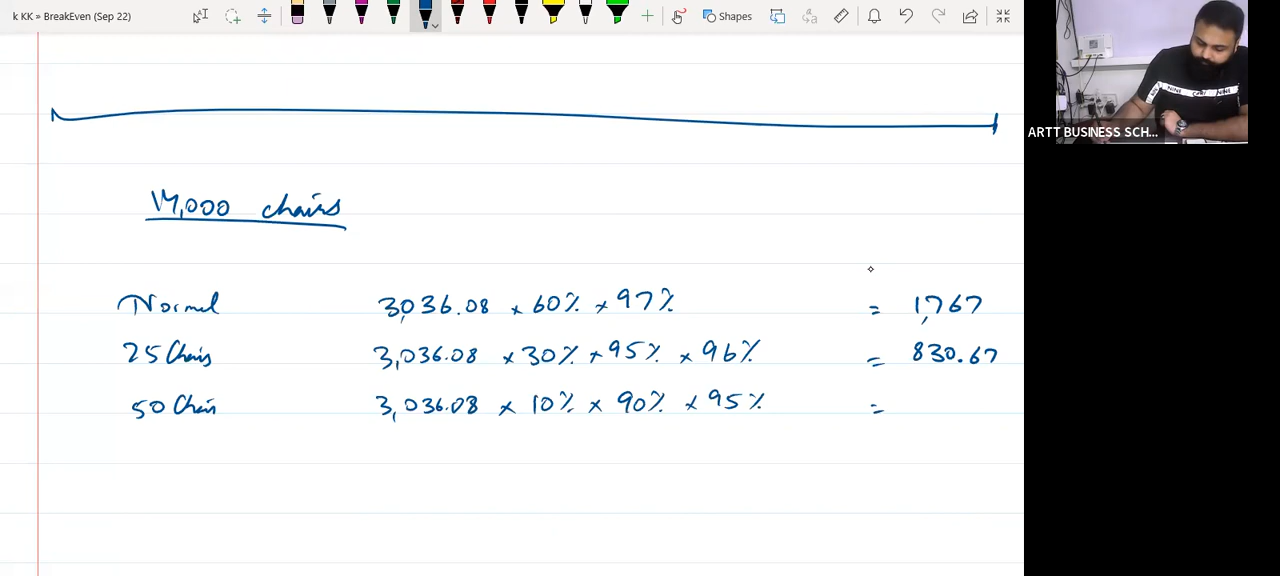 k KK » BreakEven (Sep 22)
Shapes
ARTT BUSINESS SCH...
14,000 chairs
Normal 3,036.08 × 60% × 97% = 1,767
25 Chairs 3,036.08 × 30% × 95% × 96% = 830.67
50 Chair 3,036.08 × 10% × 90% × 95% =